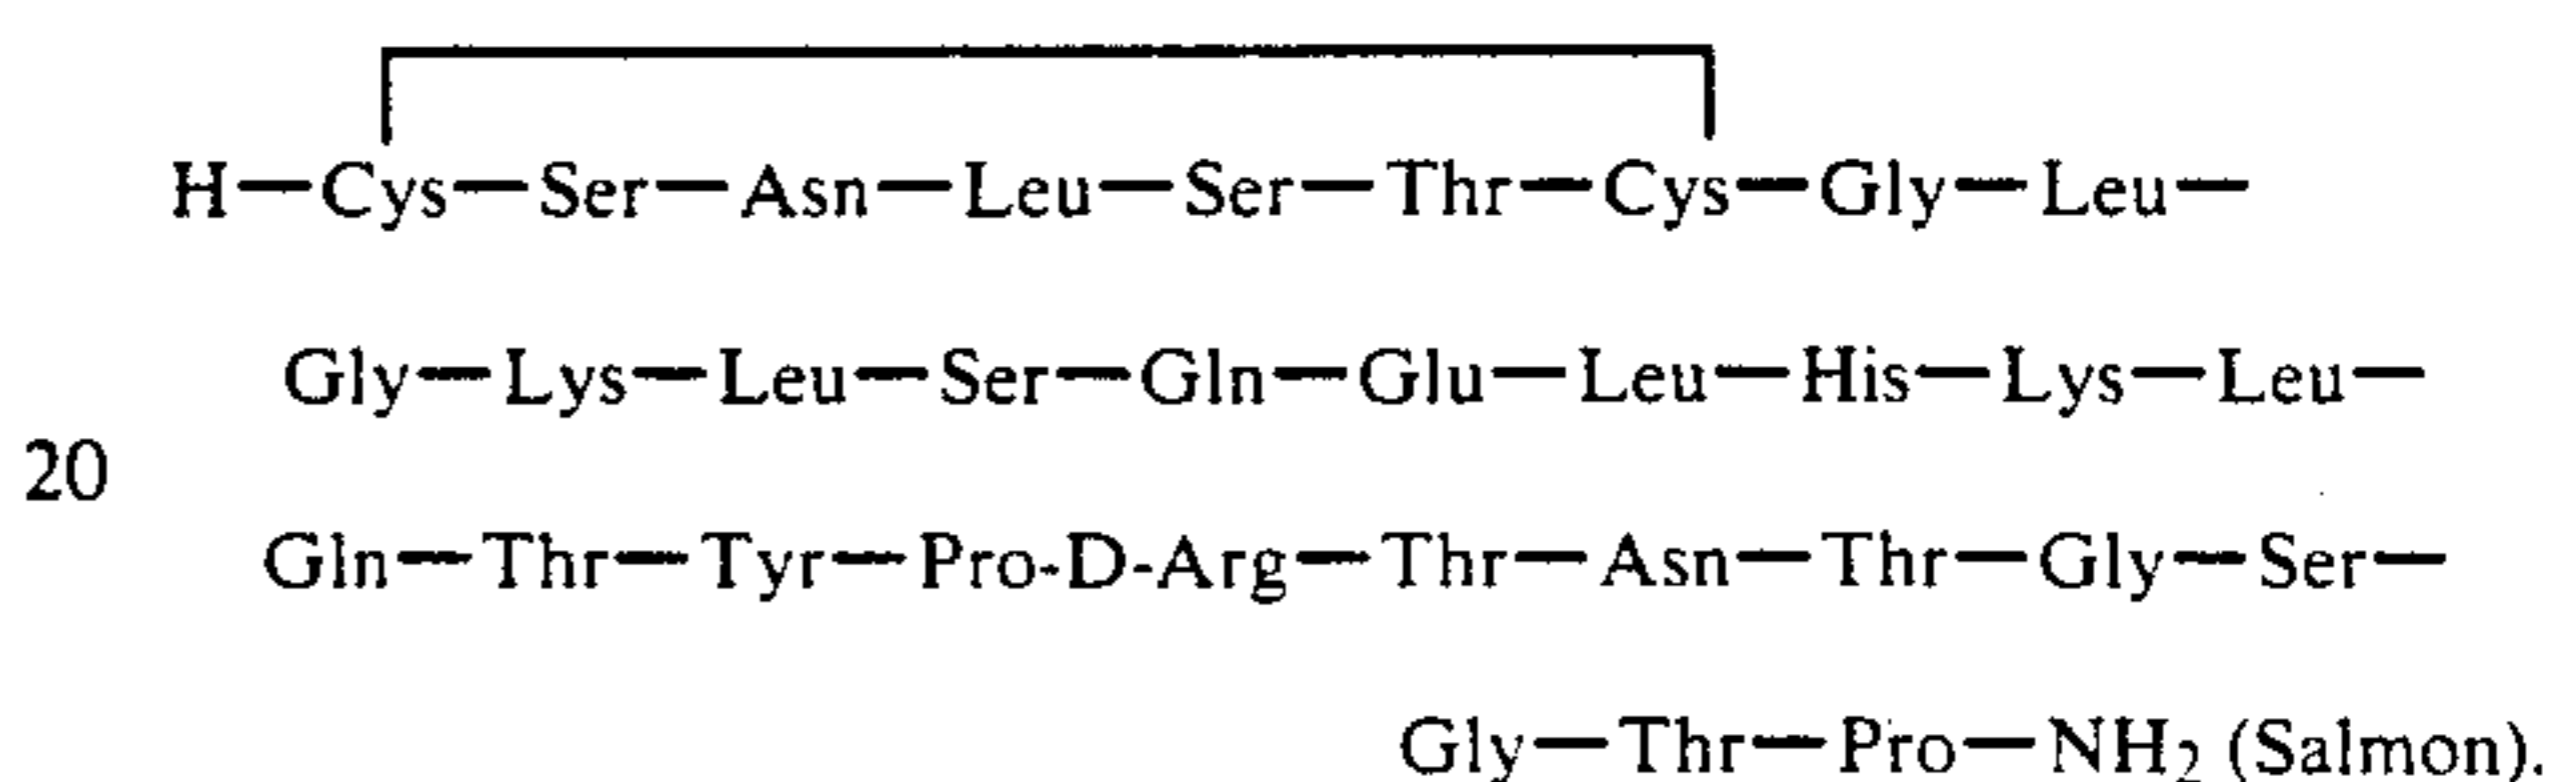 H—Cys—Ser—Asn—Leu—Ser—Thr—Cys—Gly—Leu—
Gly—Lys—Leu—Ser—Gln—Glu—Leu—His—Lys—Leu—
20
Gln—Thr—Tyr—Pro-D-Arg—Thr—Asn—Thr—Gly—Ser—
Gly—Thr—Pro—NH₂ (Salmon).